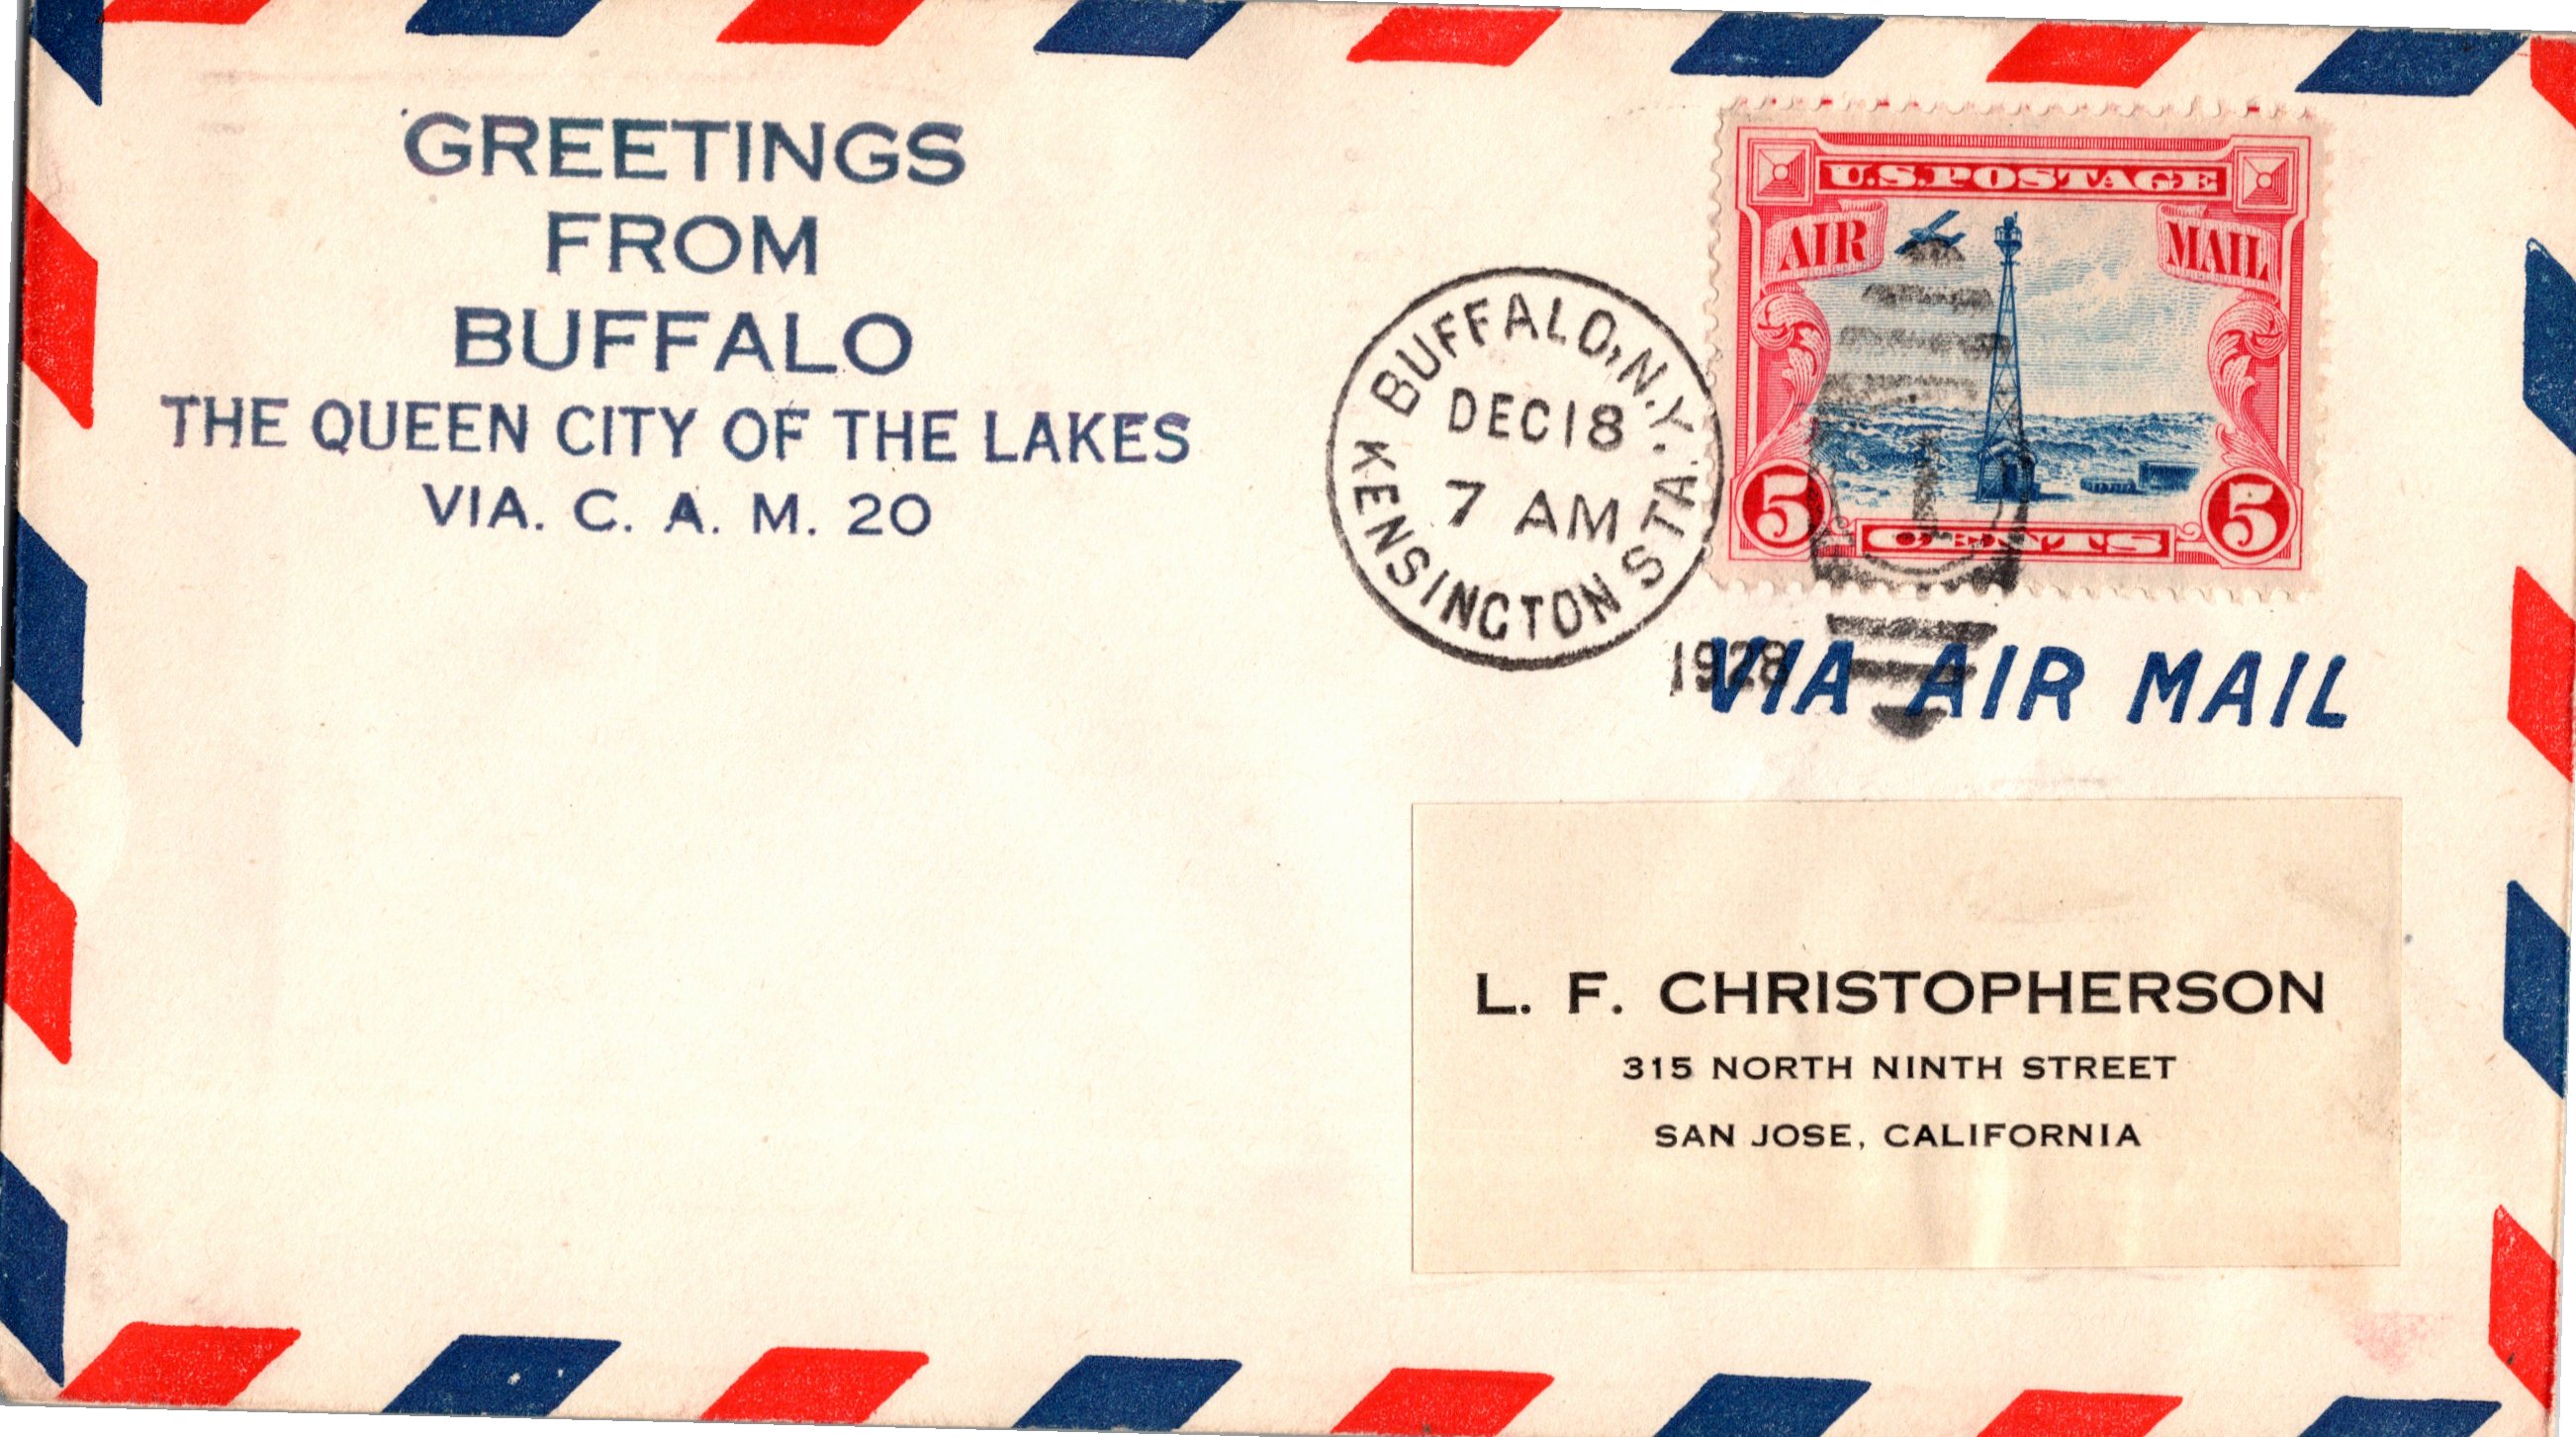 GREETINGS
FROM
BUFFALO
THE QUEEN CITY OF THE LAKES
VIA. C. A. M. 20
BUFFALO, N.Y.
DEC 18
7 AM
KENSINGTON STA.
1928
U.S. POSTAGE
AIR MAIL
5 CENTS 5
1
VIA AIR MAIL
L. F. CHRISTOPHERSON
315 NORTH NINTH STREET
SAN JOSE, CALIFORNIA